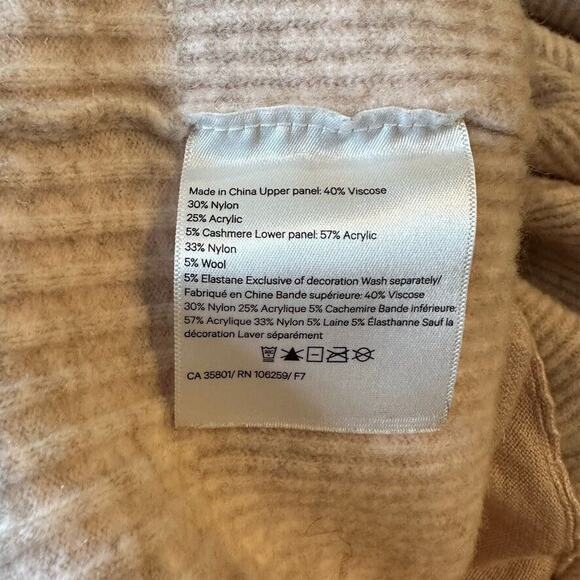 Made in China Upper panel: 40% Viscose
30% Nylon
25% Acrylic
5% Cashmere Lower panel: 57% Acrylic
33% Nylon
5% Wool
5% Elastane Exclusive of decoration Wash separately/
Fabriqué en Chine Bande supérieure: 40% Viscose
30% Nylon 25% Acrylique 5% Cachemire Bande inférieure:
57% Acrylique 33% Nylon 5% Laine 5% Élasthanne Sauf la
décoration Laver séparément
CA 35801/ RN 106259/ F7